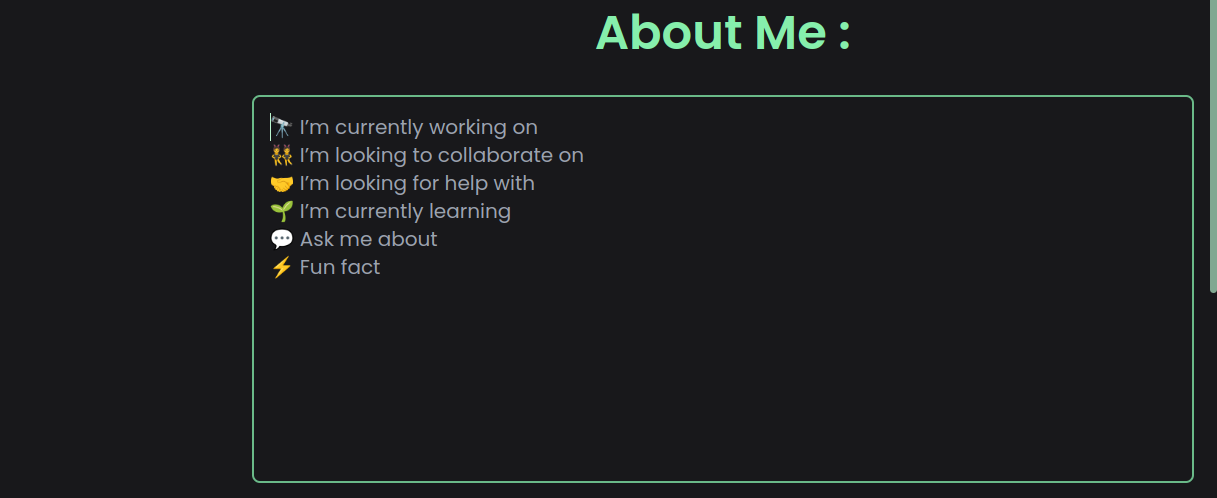 About Me :
🔭 I’m currently working on
👯 I’m looking to collaborate on
🤝 I’m looking for help with
🌱 I’m currently learning
💬 Ask me about
⚡ Fun fact